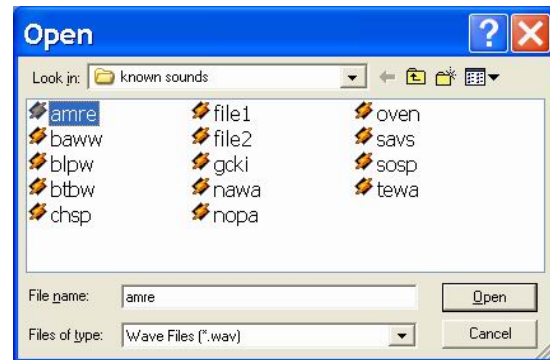 Open
Look in: known sounds
amre file1 oven
baww file2 savs
blpw gcki sosp
btbw nawa tewa
chsp nopa
File name: amre Open
Files of type: Wave Files (*.wav) Cancel